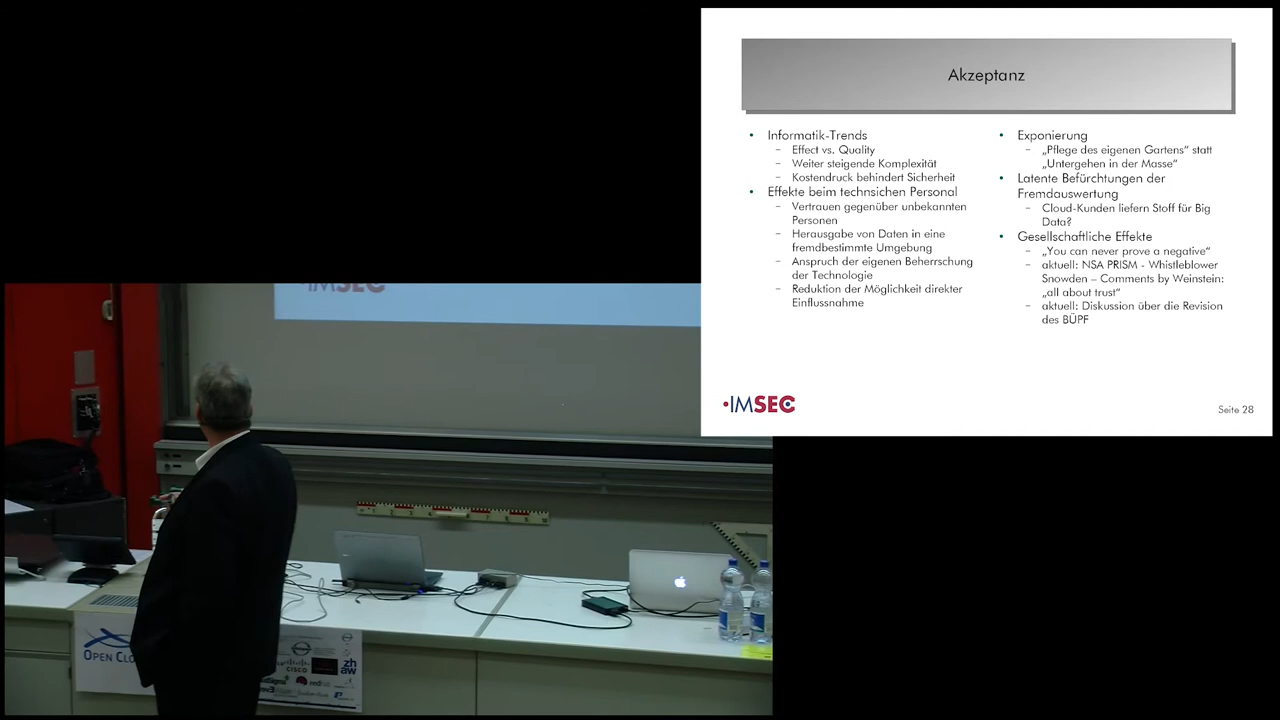 Akzeptanz
• Informatik-Trends
– Effect vs. Quality
– Weiter steigende Komplexität
– Kostendruck behindert Sicherheit
• Effekte beim technsichen Personal
– Vertrauen gegenüber unbekannten
Personen
– Herausgabe von Daten in eine
fremdbestimmte Umgebung
– Anspruch der eigenen Beherrschung
der Technologie
– Reduktion der Möglichkeit direkter
Einflussnahme
• Exponierung
– „Pflege des eigenen Gartens“ statt
„Untergehen in der Masse“
• Latente Befürchtungen der
Fremdauswertung
– Cloud-Kunden liefern Stoff für Big
Data?
• Gesellschaftliche Effekte
– „You can never prove a negative“
– aktuell: NSA PRISM - Whistleblower
Snowden – Comments by Weinstein:
„all about trust“
– aktuell: Diskussion über die Revision
des BÜPF
IMSEC
Seite 28
IMSEC
OPEN CLO
CISCO
zh
aw